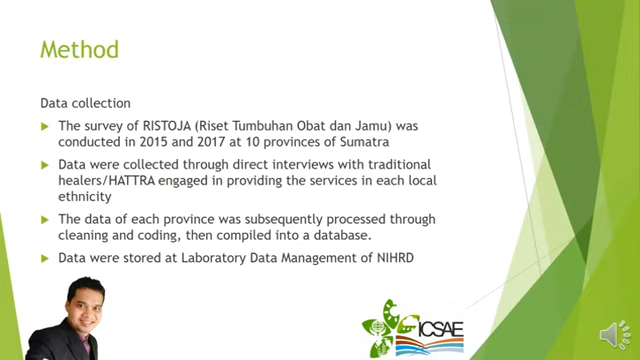 Method
Data collection
The survey of RISTOJA (Riset Tumbuhan Obat dan Jamu) was
conducted in 2015 and 2017 at 10 provinces of Sumatra
Data were collected through direct interviews with traditional
healers/HATTRA engaged in providing the services in each local
ethnicity
The data of each province was subsequently processed through
cleaning and coding, then compiled into a database.
Data were stored at Laboratory Data Management of NIHRD
ICSAE